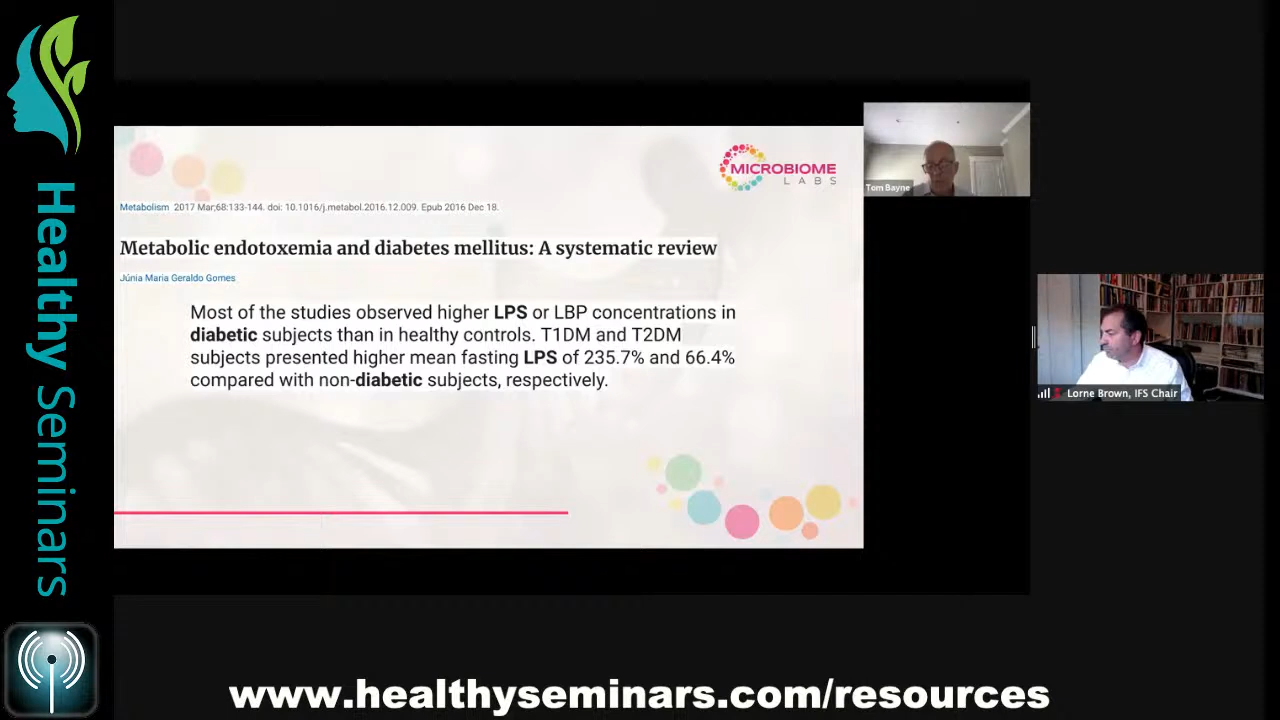 Healthy Seminars
MICROBIOME
LABS
Tom Bayne
Metabolism 2017 Mar;68:133-144. doi: 10.1016/j.metabol.2016.12.009. Epub 2016 Dec 18.
Metabolic endotoxemia and diabetes mellitus: A systematic review
Júnia Maria Geraldo Gomes
Most of the studies observed higher LPS or LBP concentrations in
diabetic subjects than in healthy controls. T1DM and T2DM
subjects presented higher mean fasting LPS of 235.7% and 66.4%
compared with non-diabetic subjects, respectively.
Lorne Brown, IFS Chair
www.healthyseminars.com/resources